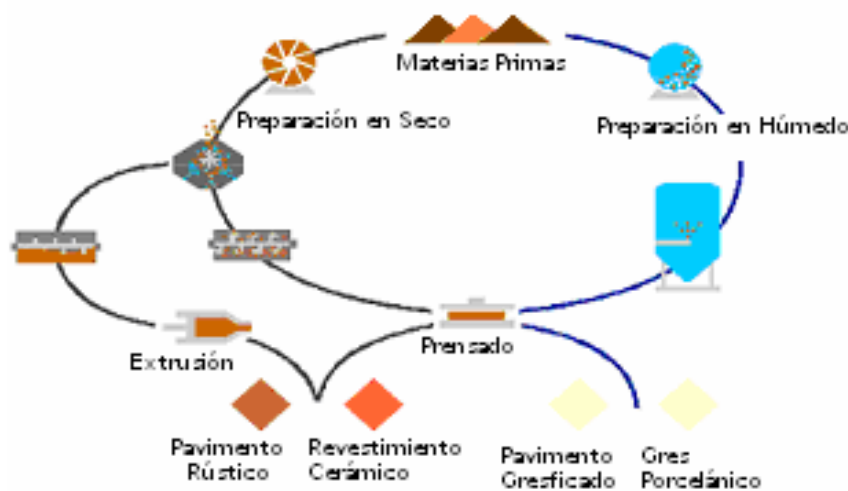 Materias Primas
Preparación en Seco
Preparación en Húmedo
Extrusión
Prensado
Pavimento
Rústico
Revestimiento
Cerámico
Pavimento
Gresficado
Gres
Porcelánico